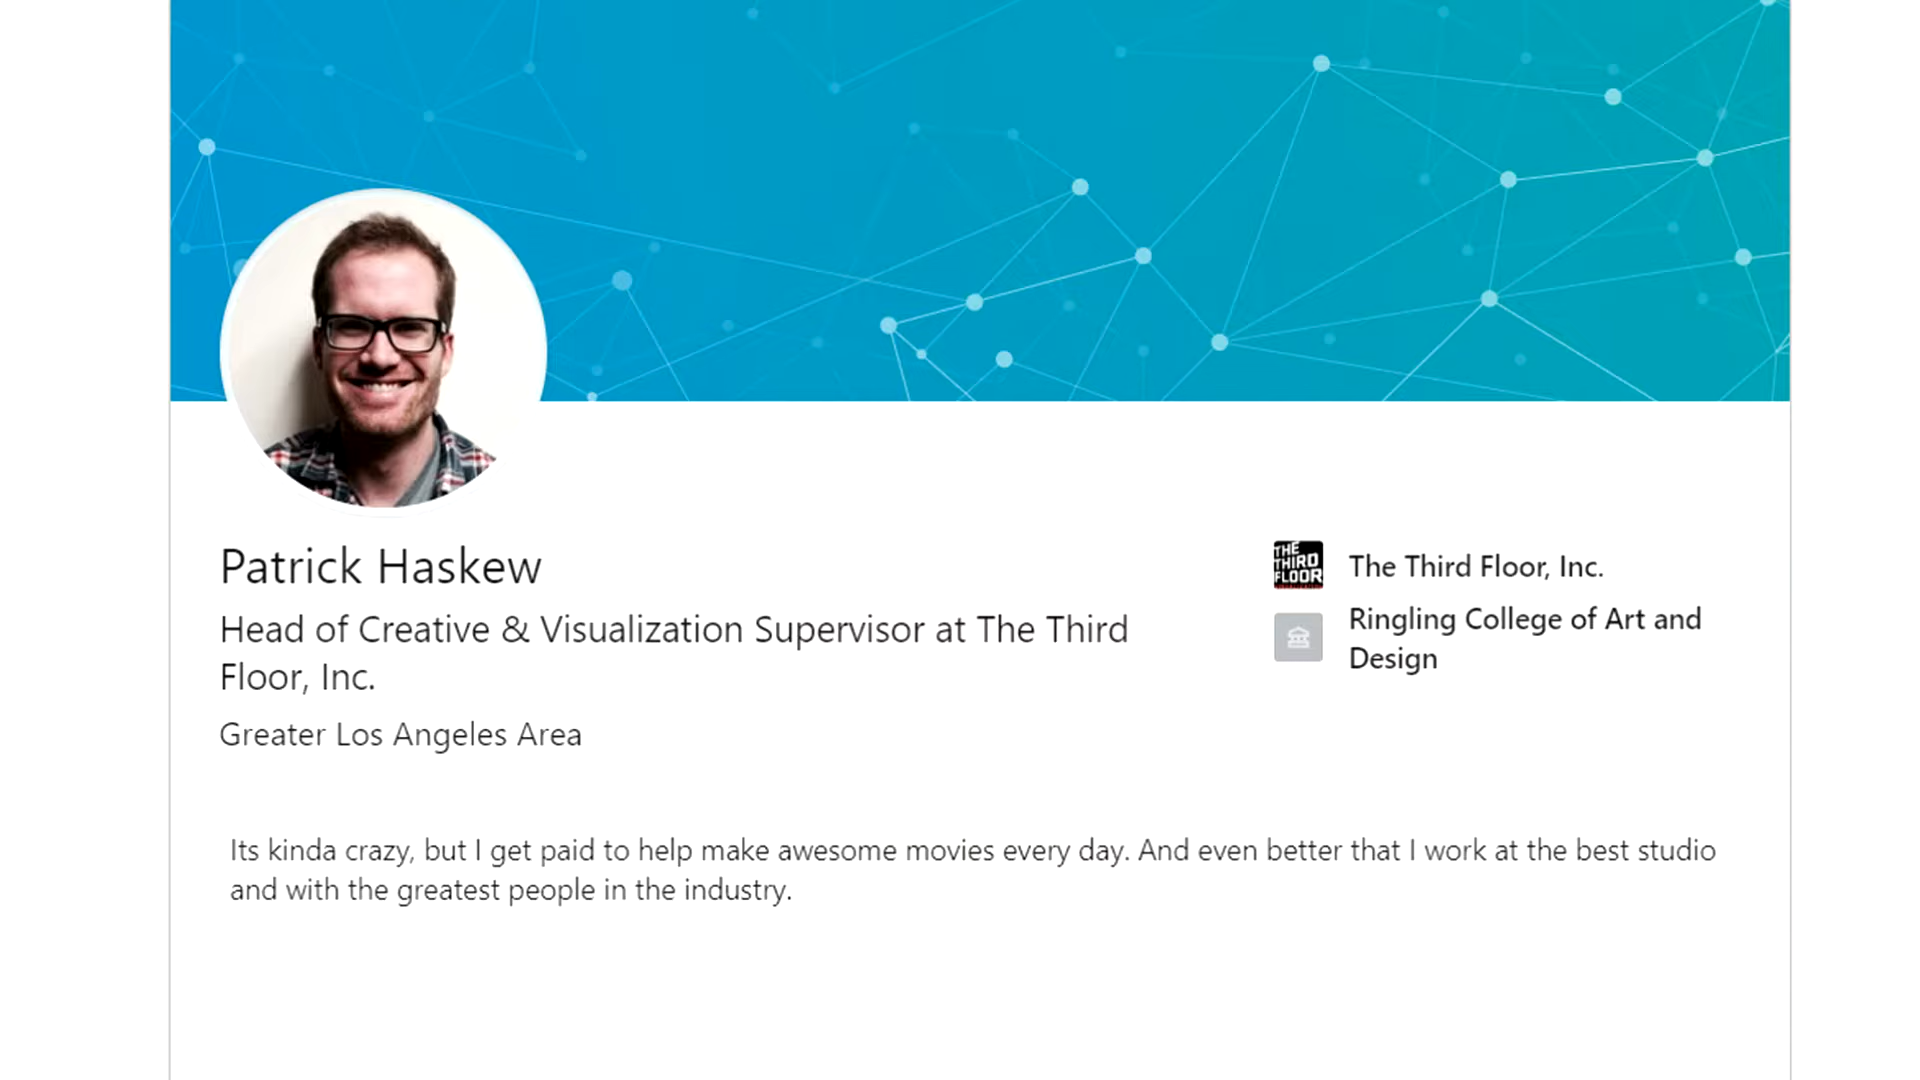 Patrick Haskew
Head of Creative & Visualization Supervisor at The Third
Floor, Inc.
Greater Los Angeles Area
THE
THIRD
FLOOR
The Third Floor, Inc.
Ringling College of Art and
Design
Its kinda crazy, but I get paid to help make awesome movies every day. And even better that I work at the best studio
and with the greatest people in the industry.